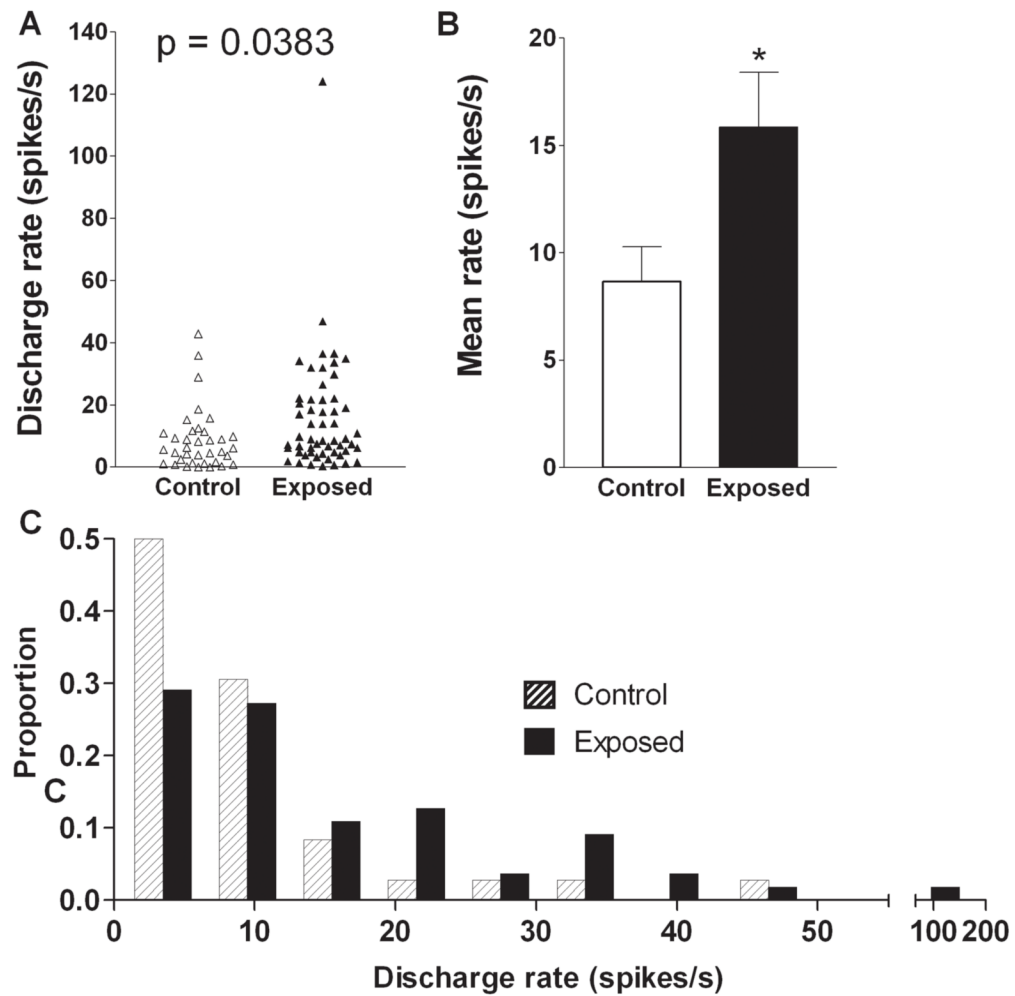 A
p = 0.0383
Discharge rate (spikes/s)
140
120
100
80
60
40
20
0
Control Exposed
B
*
Mean rate (spikes/s)
20
15
10
5
0
Control Exposed
C
Proportion
C
0.5
0.4
0.3
0.2
0.1
0.0
Control
Exposed
0 10 20 30 40 50 100 200
Discharge rate (spikes/s)